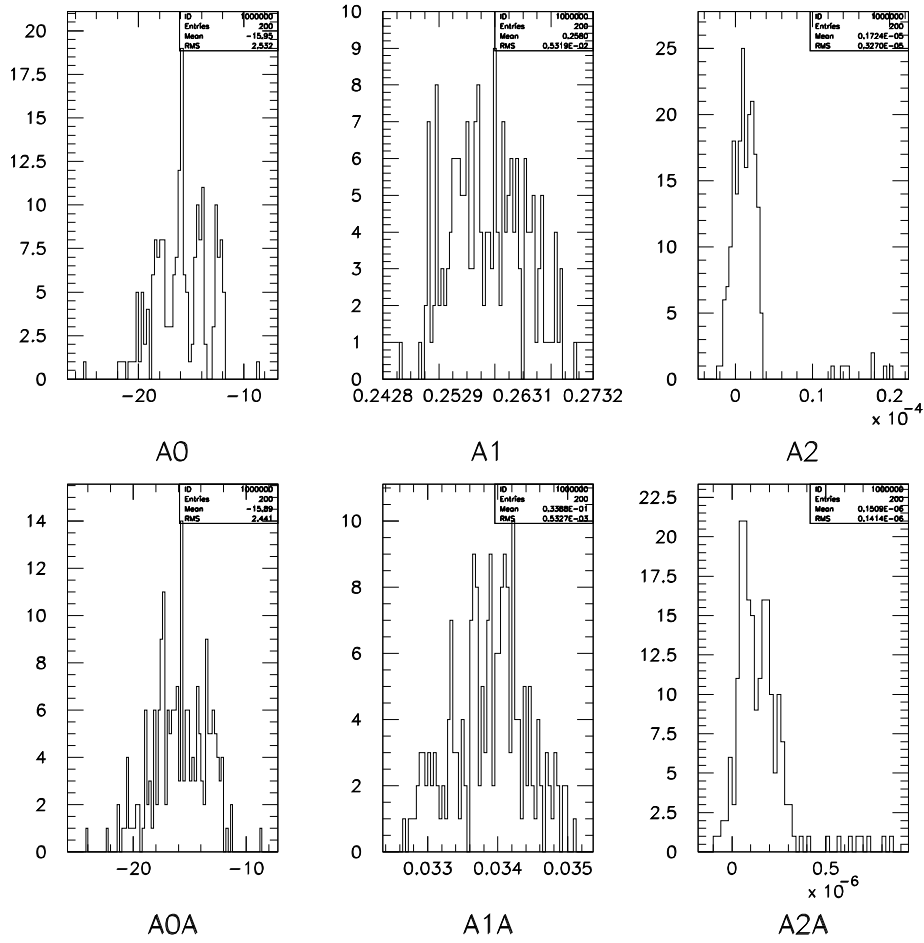 ID 1000000
Entries 200
Mean -15.95
RMS 2.532
20
17.5
15
12.5
10
7.5
5
2.5
0
-20 -10
A0
ID 1000000
Entries 200
Mean 0.2580
RMS 0.5319E-02
10
9
8
7
6
5
4
3
2
1
0
0.2428 0.2529 0.2631 0.2732
A1
ID 1000000
Entries 200
Mean 0.1724E-05
RMS 0.3270E-05
25
20
15
10
5
0
0 0.1 0.2
x 10-4
A2
ID 1000000
Entries 200
Mean -15.89
RMS 2.441
14
12
10
8
6
4
2
0
-20 -10
A0A
ID 1000000
Entries 200
Mean 0.3388E-01
RMS 0.5327E-03
10
8
6
4
2
0
0.033 0.034 0.035
A1A
ID 1000000
Entries 200
Mean 0.1509E-06
RMS 0.1414E-06
22.5
20
17.5
15
12.5
10
7.5
5
2.5
0
0 0.5
x 10-6
A2A